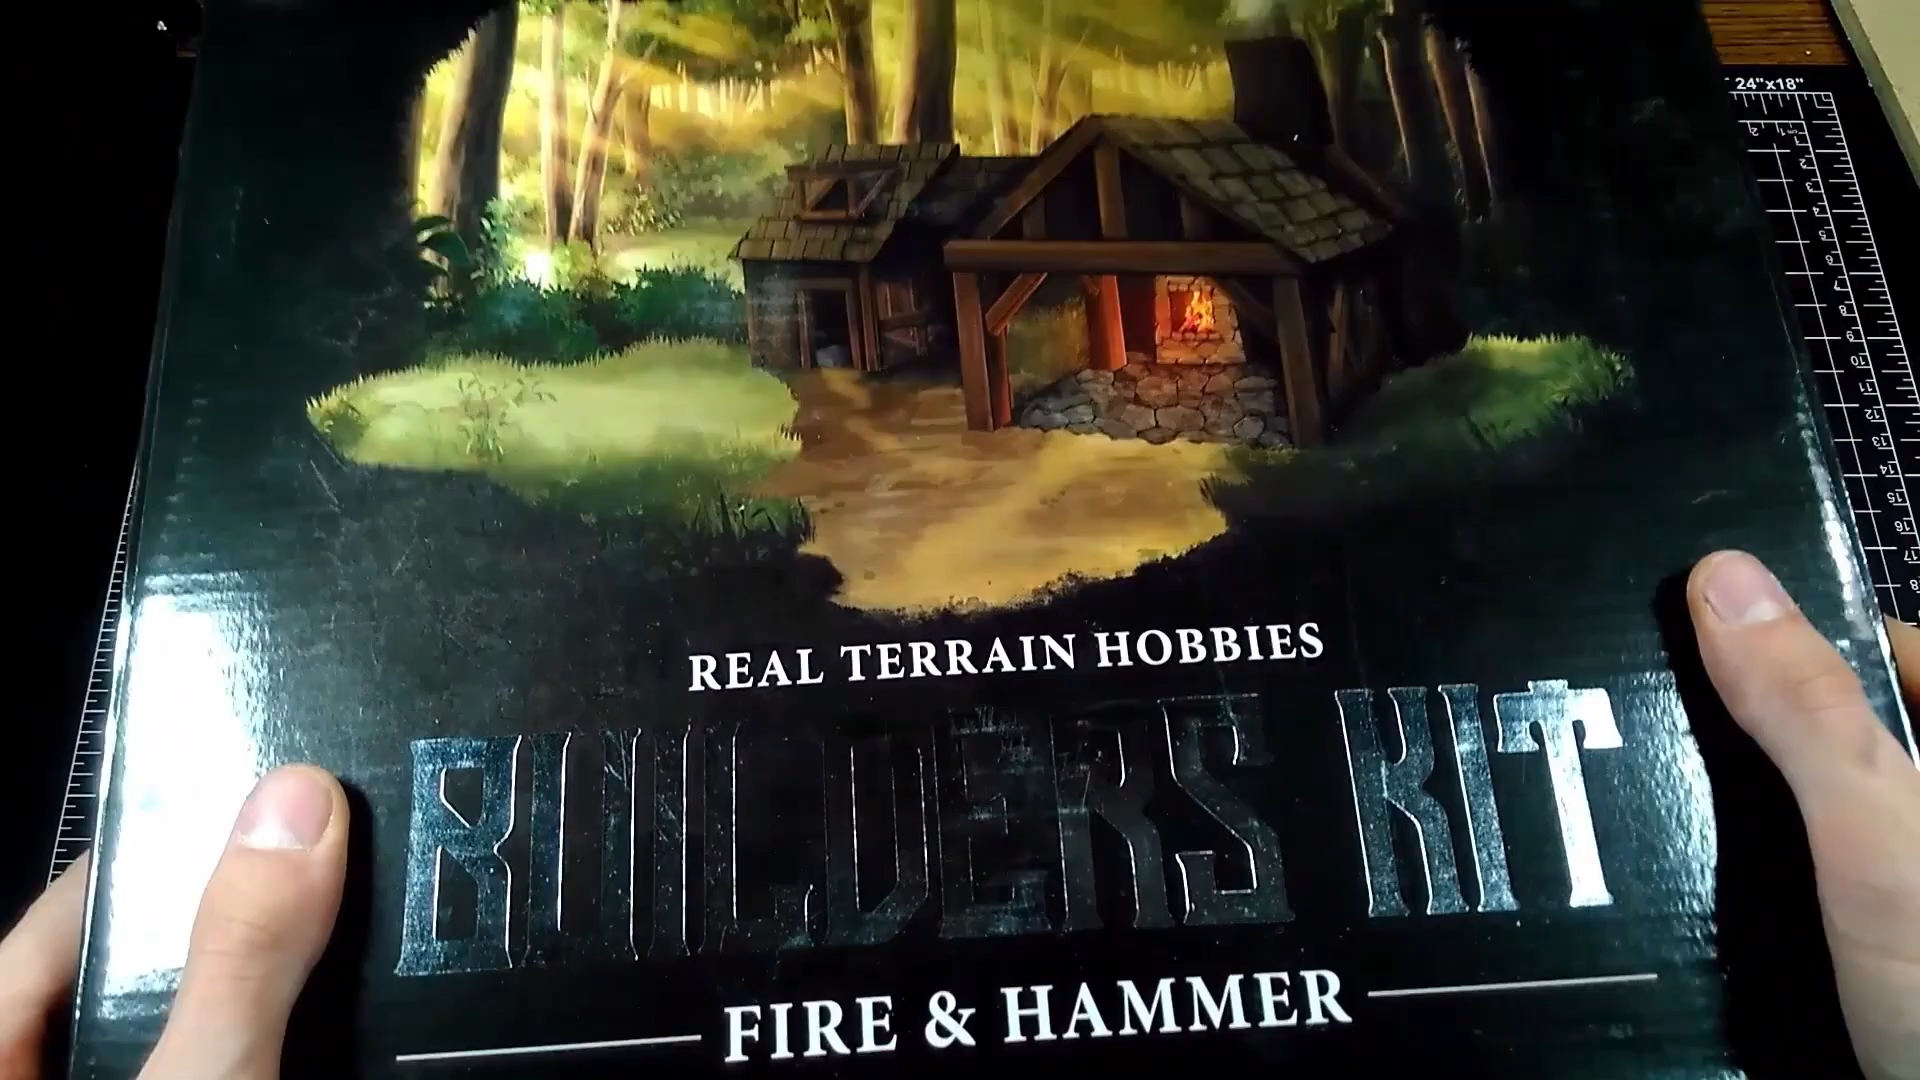 24"x18"
REAL TERRAIN HOBBIES
BUILDERS KIT
FIRE & HAMMER